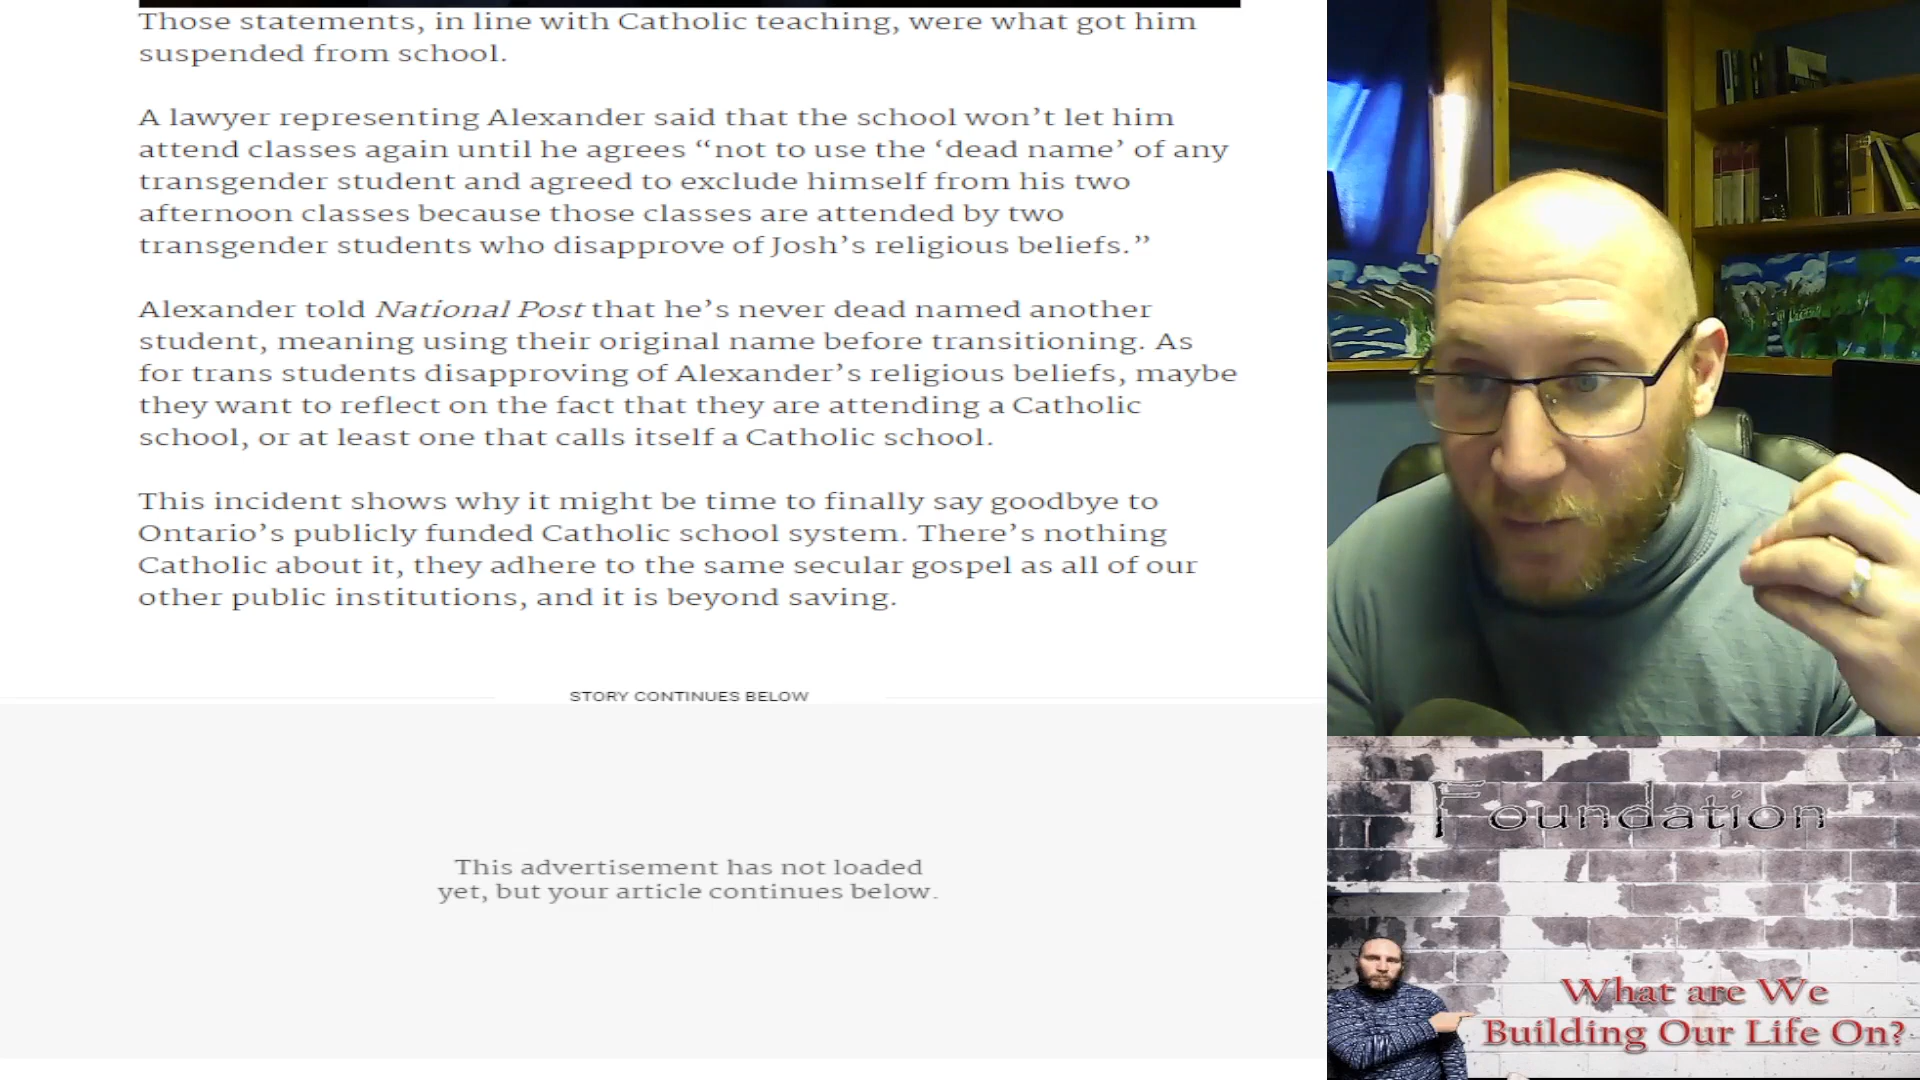 Those statements, in line with Catholic teaching, were what got him
suspended from school.
A lawyer representing Alexander said that the school won’t let him
attend classes again until he agrees “not to use the ‘dead name’ of any
transgender student and agreed to exclude himself from his two
afternoon classes because those classes are attended by two
transgender students who disapprove of Josh’s religious beliefs.”
Alexander told National Post that he’s never dead named another
student, meaning using their original name before transitioning. As
for trans students disapproving of Alexander’s religious beliefs, maybe
they want to reflect on the fact that they are attending a Catholic
school, or at least one that calls itself a Catholic school.
This incident shows why it might be time to finally say goodbye to
Ontario’s publicly funded Catholic school system. There’s nothing
Catholic about it, they adhere to the same secular gospel as all of our
other public institutions, and it is beyond saving.
STORY CONTINUES BELOW
This advertisement has not loaded
yet, but your article continues below.
Foundation
What are We
Building Our Life On?